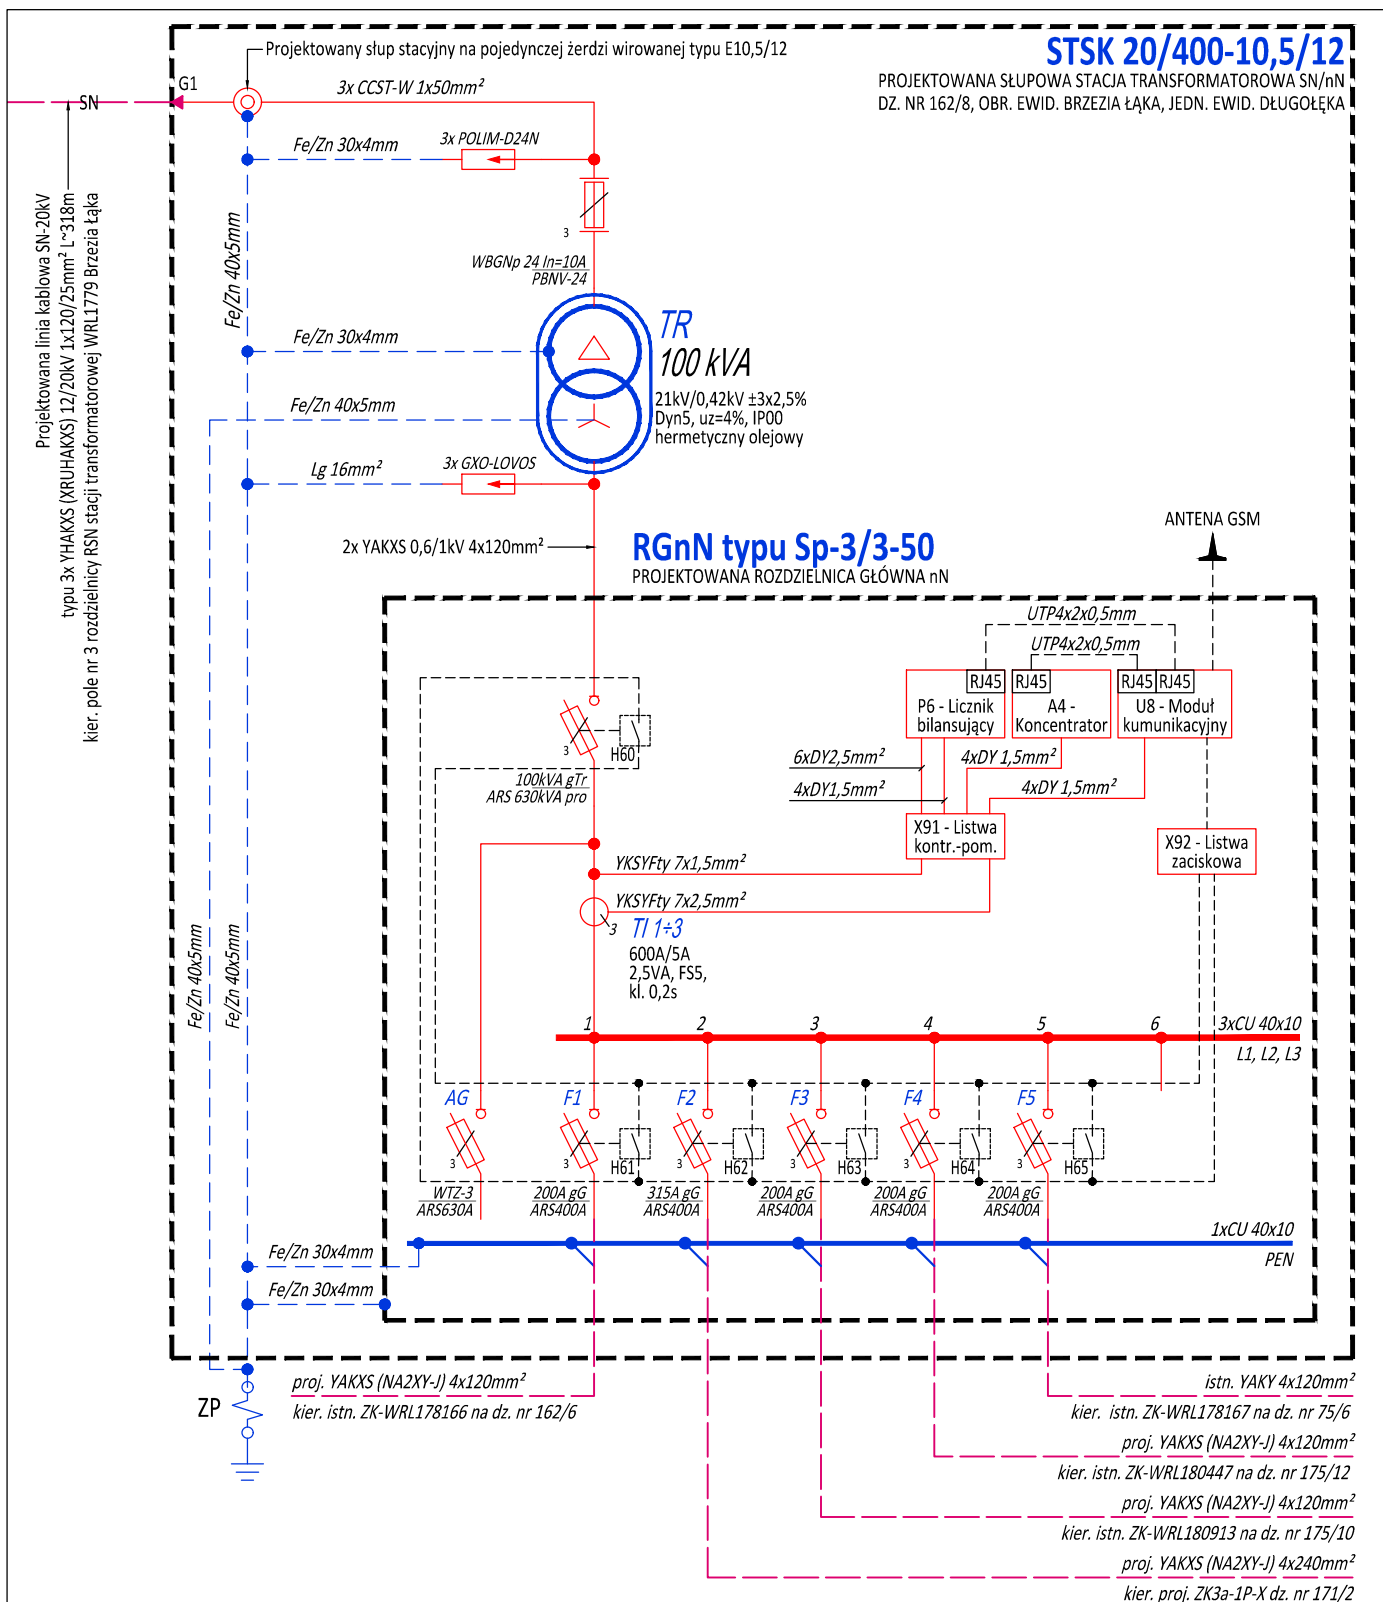 Projektowany słup stacyjny na pojedynczej żerdzi wirowanej typu E10,5/12
STSK 20/400-10,5/12
PROJEKTOWANA SŁUPOWA STACJA TRANSFORMATOROWA SN/nN
DZ. NR 162/8, OBR. EWID. BRZEZIA ŁĄKA, JEDN. EWID. DŁUGOŁĘKA
SN
G1
3x CCST-W 1x50mm²
Projektowana linia kablowa SN-20kV
typu 3x YHAKXS (XRUHAKXS) 12/20kV 1x120/25mm² L~318m
kier. pole nr 3 rozdzielnicy RSN stacji transformatorowej WRL1779 Brzezia Łąka
Fe/Zn 30x4mm
3x POLIM-D24N
3
WBGNp 24 In=10A
PBNV-24
Fe/Zn 40x5mm
Fe/Zn 30x4mm
TR
100 kVA
21kV/0,42kV ±3x2,5%
Dyn5, uz=4%, IP00
hermetyczny olejowy
Fe/Zn 40x5mm
Lg 16mm²
3x GXO-LOVOS
2x YAKXS 0,6/1kV 4x120mm²
RGnN typu Sp-3/3-50
PROJEKTOWANA ROZDZIELNICA GŁÓWNA nN
ANTENA GSM
UTP4x2x0,5mm
UTP4x2x0,5mm
RJ45
RJ45
RJ45
RJ45
P6 - Licznik
bilansujący
A4 -
Koncentrator
U8 - Moduł
kumunikacyjny
3
H60
100kVA gTr
ARS 630kVA pro
6xDY2,5mm²
4xDY1,5mm²
4xDY 1,5mm²
4xDY 1,5mm²
X91 - Listwa
kontr.-pom.
X92 - Listwa
zaciskowa
YKSYFty 7x1,5mm²
YKSYFty 7x2,5mm²
3
TI 1÷3
600A/5A
2,5VA, FS5,
kl. 0,2s
Fe/Zn 40x5mm
Fe/Zn 40x5mm
1
2
3
4
5
6
3xCU 40x10
L1, L2, L3
AG
F1
F2
F3
F4
F5
3
3
H61
3
H62
3
H63
3
H64
3
H65
WTZ-3
ARS630A
200A gG
ARS400A
315A gG
ARS400A
200A gG
ARS400A
200A gG
ARS400A
200A gG
ARS400A
1xCU 40x10
PEN
Fe/Zn 30x4mm
Fe/Zn 30x4mm
ZP
proj. YAKXS (NA2XY-J) 4x120mm²
kier. istn. ZK-WRL178166 na dz. nr 162/6
istn. YAKY 4x120mm²
kier. istn. ZK-WRL178167 na dz. nr 75/6
proj. YAKXS (NA2XY-J) 4x120mm²
kier. istn. ZK-WRL180447 na dz. nr 175/12
proj. YAKXS (NA2XY-J) 4x120mm²
kier. istn. ZK-WRL180913 na dz. nr 175/10
proj. YAKXS (NA2XY-J) 4x240mm²
kier. proj. ZK3a-1P-X dz. nr 171/2